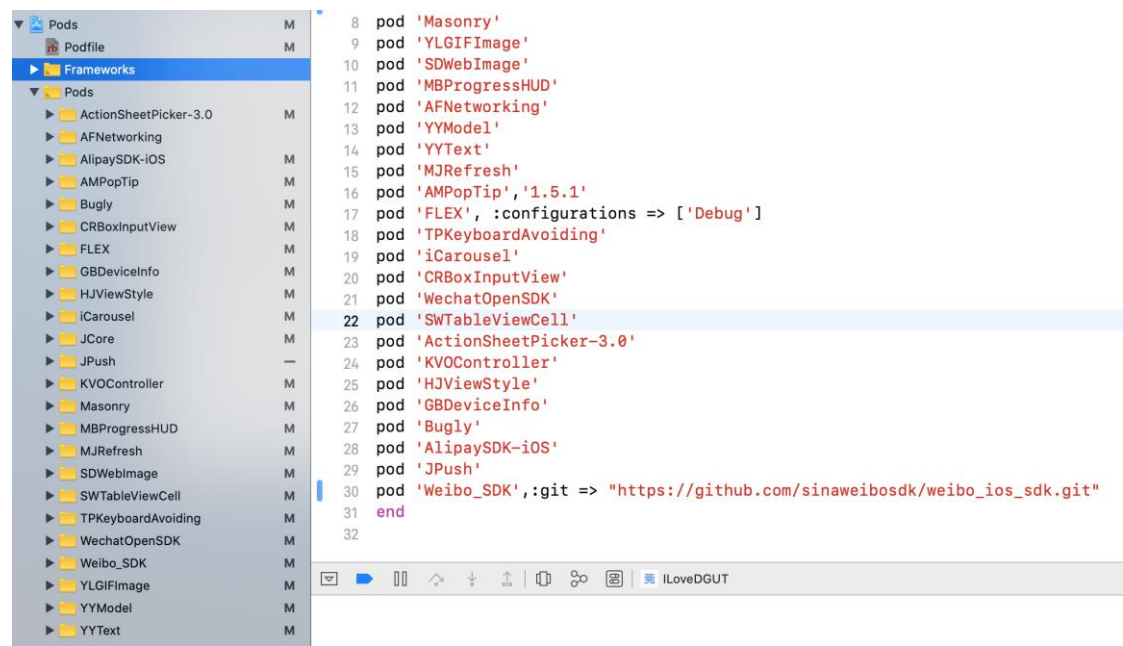 Pods M
Podfile M
Frameworks
Pods
ActionSheetPicker-3.0 M
AFNetworking
AlipaySDK-iOS M
AMPopTip M
Bugly M
CRBoxInputView M
FLEX M
GBDeviceInfo M
HJViewStyle M
iCarousel M
JCore M
JPush —
KVOController M
Masonry M
MBProgressHUD M
MJRefresh M
SDWebImage M
SWTableViewCell M
TPKeyboardAvoiding M
WechatOpenSDK M
Weibo_SDK M
YLGIFImage M
YYModel M
YYText M
8 pod 'Masonry'
9 pod 'YLGIFImage'
10 pod 'SDWebImage'
11 pod 'MBProgressHUD'
12 pod 'AFNetworking'
13 pod 'YYModel'
14 pod 'YYText'
15 pod 'MJRefresh'
16 pod 'AMPopTip','1.5.1'
17 pod 'FLEX', :configurations => ['Debug']
18 pod 'TPKeyboardAvoiding'
19 pod 'iCarousel'
20 pod 'CRBoxInputView'
21 pod 'WechatOpenSDK'
22 pod 'SWTableViewCell'
23 pod 'ActionSheetPicker-3.0'
24 pod 'KVOController'
25 pod 'HJViewStyle'
26 pod 'GBDeviceInfo'
27 pod 'Bugly'
28 pod 'AlipaySDK-iOS'
29 pod 'JPush'
30 pod 'Weibo_SDK',:git => "https://github.com/sinaweibosdk/weibo_ios_sdk.git"
31 end
32
ILoveDGUT